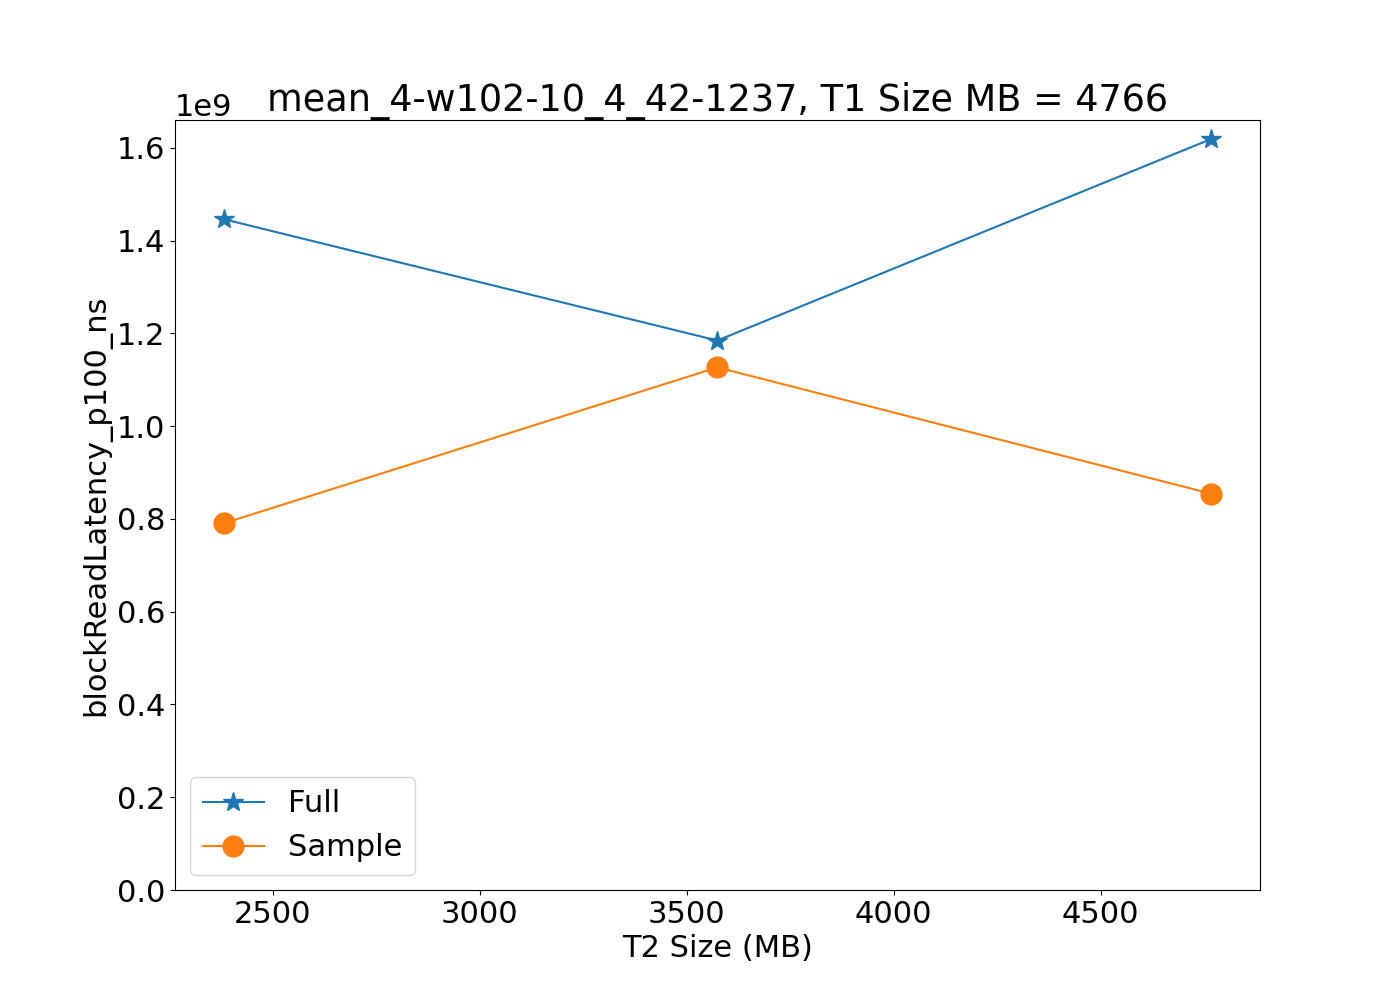 1e9
mean_4-w102-10_4_42-1237, T1 Size MB = 4766
blockReadLatency_p100_ns
1.6
1.4
1.2
1.0
0.8
0.6
0.4
0.2
0.0
Full
Sample
2500 3000 3500 4000 4500
T2 Size (MB)